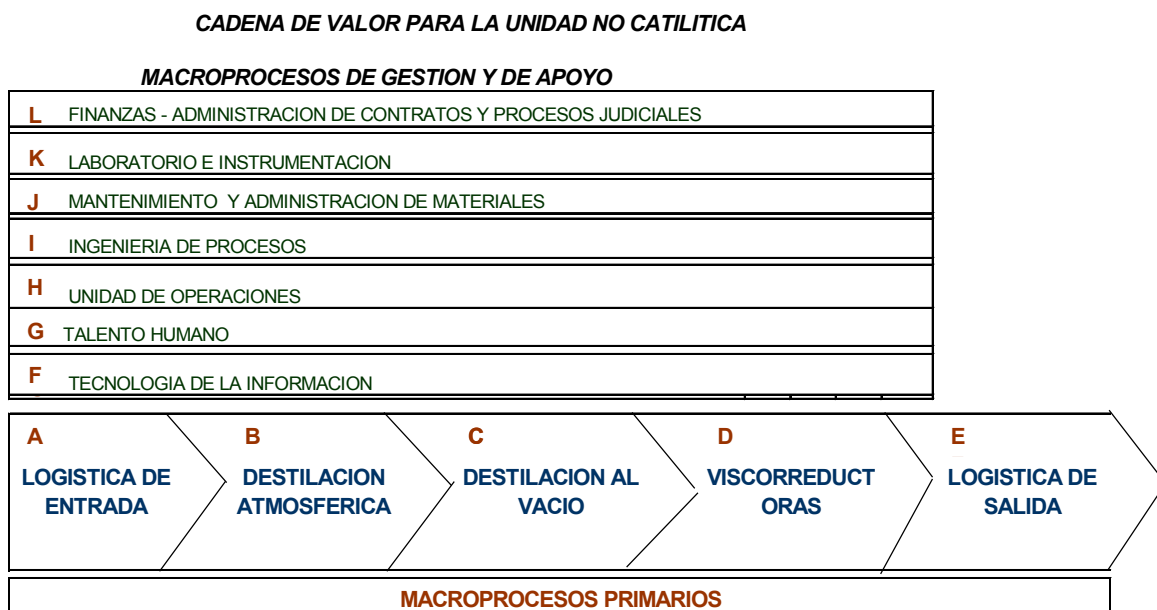 CADENA DE VALOR PARA LA UNIDAD NO CATILITICA
MACROPROCESOS DE GESTION Y DE APOYO
L FINANZAS - ADMINISTRACION DE CONTRATOS Y PROCESOS JUDICIALES
K LABORATORIO E INSTRUMENTACION
J MANTENIMIENTO Y ADMINISTRACION DE MATERIALES
I INGENIERIA DE PROCESOS
H UNIDAD DE OPERACIONES
G TALENTO HUMANO
F TECNOLOGIA DE LA INFORMACION
A
LOGISTICA DE
ENTRADA
B
DESTILACION
ATMOSFERICA
C
DESTILACION AL
VACIO
D
VISCORREDUCT
ORAS
E
LOGISTICA DE
SALIDA
MACROPROCESOS PRIMARIOS